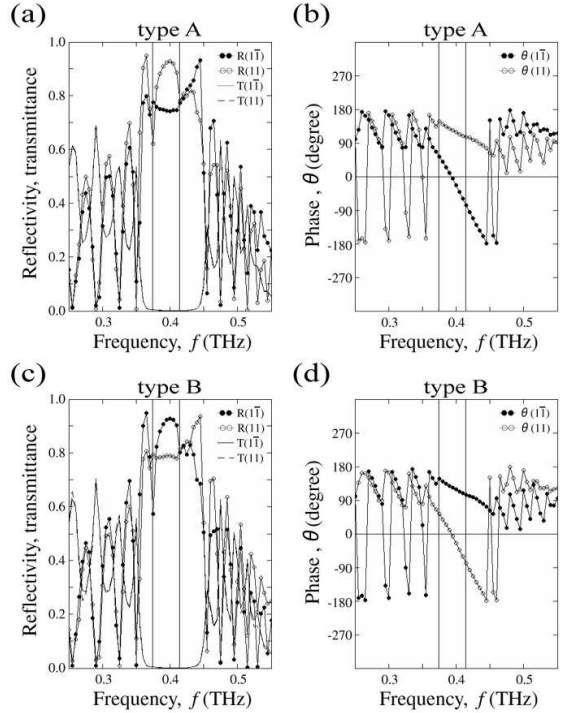 (a)
type A
1.0
0.8
0.6
0.4
0.2
0.0
Reflectivity, transmittance
R(11̅)
R(11)
T(11̅)
T(11)
0.3
0.4
0.5
Frequency, f (THz)
(b)
type A
270
180
90
0
-90
-180
-270
Phase , θ (degree)
θ (11̅)
θ (11)
0.3
0.4
0.5
Frequency, f (THz)
(c)
type B
1.0
0.8
0.6
0.4
0.2
0.0
Reflectivity, transmittance
R(11̅)
R(11)
T(11̅)
T(11)
0.3
0.4
0.5
Frequency, f (THz)
(d)
type B
270
180
90
0
-90
-180
-270
Phase , θ (degree)
θ (11̅)
θ (11)
0.3
0.4
0.5
Frequency, f (THz)